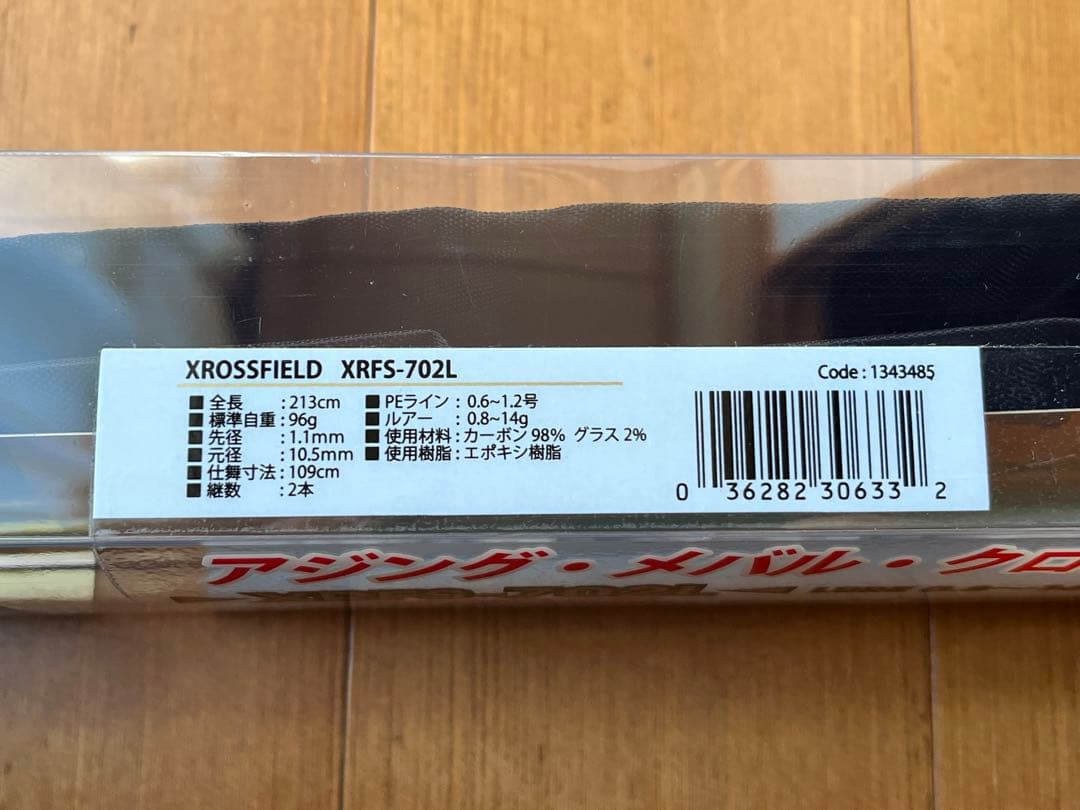 XROSSFIELD XRFS-702L
Code : 1343485
■ 全長 : 213cm
■ 標準自重 : 96g
■ 先径 : 1.1mm
■ 元径 : 10.5mm
■ 仕舞寸法 : 109cm
■ 継数 : 2本
■ PEライン : 0.6~1.2号
■ ルアー : 0.8~14g
■ 使用材料 : カーボン 98% グラス 2%
■ 使用樹脂 : エポキシ樹脂
0 36282 30633 2
アジング・メバル・クロ